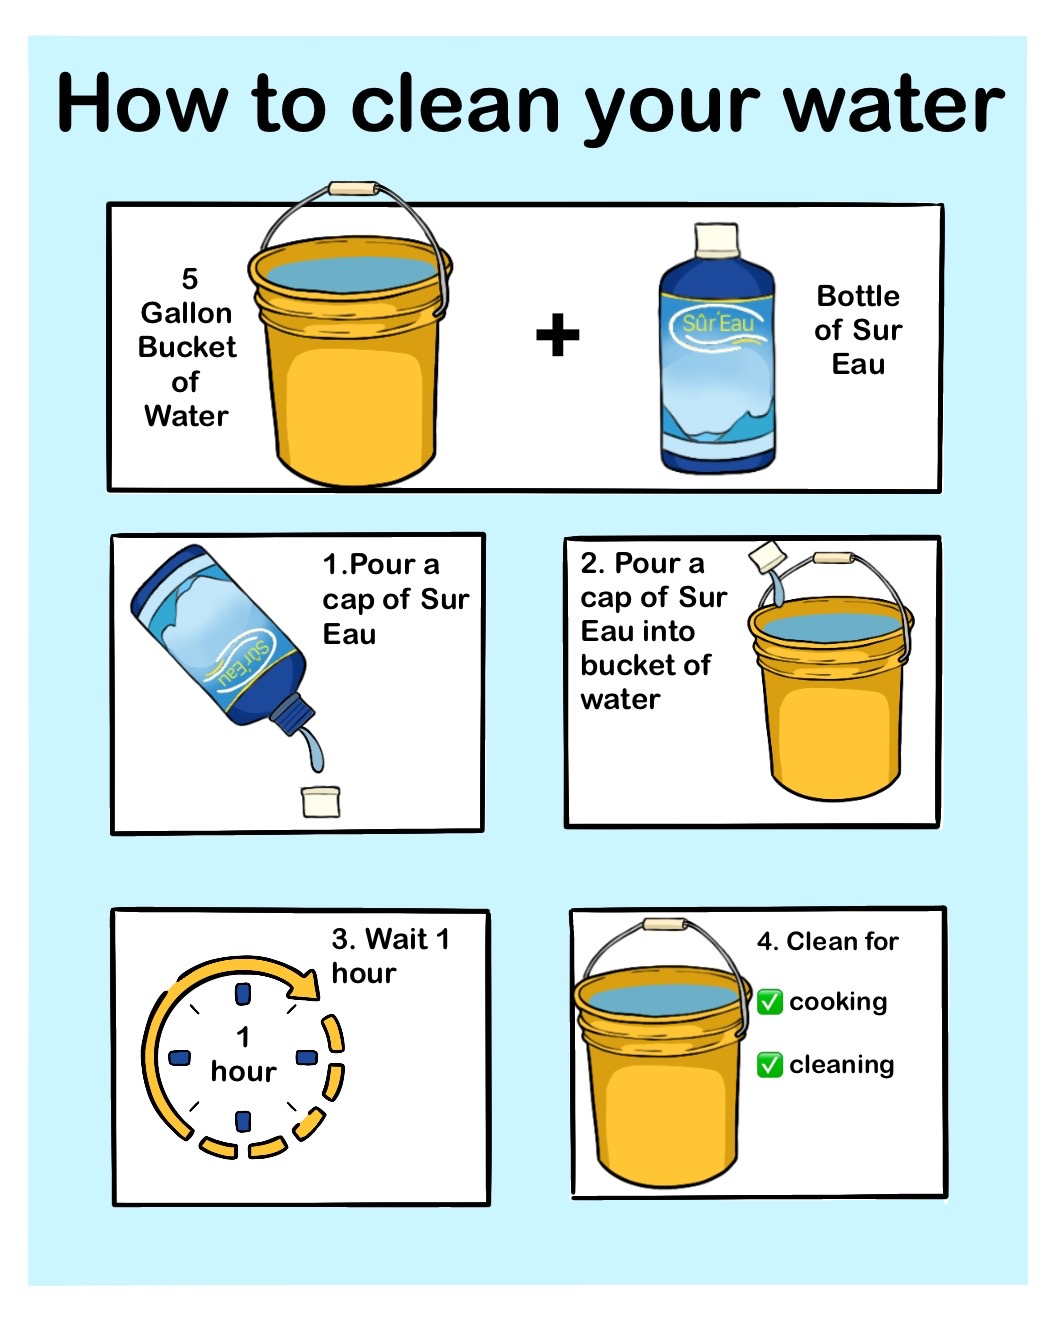 How to clean your water
5
Gallon
Bucket
of
Water
+
Sûr'Eau
Bottle
of Sur
Eau
1.Pour a
cap of Sur
Eau
Sûr'Eau
2. Pour a
cap of Sur
Eau into
bucket of
water
3. Wait 1
hour
1
hour
4. Clean for
✅ cooking
✅ cleaning